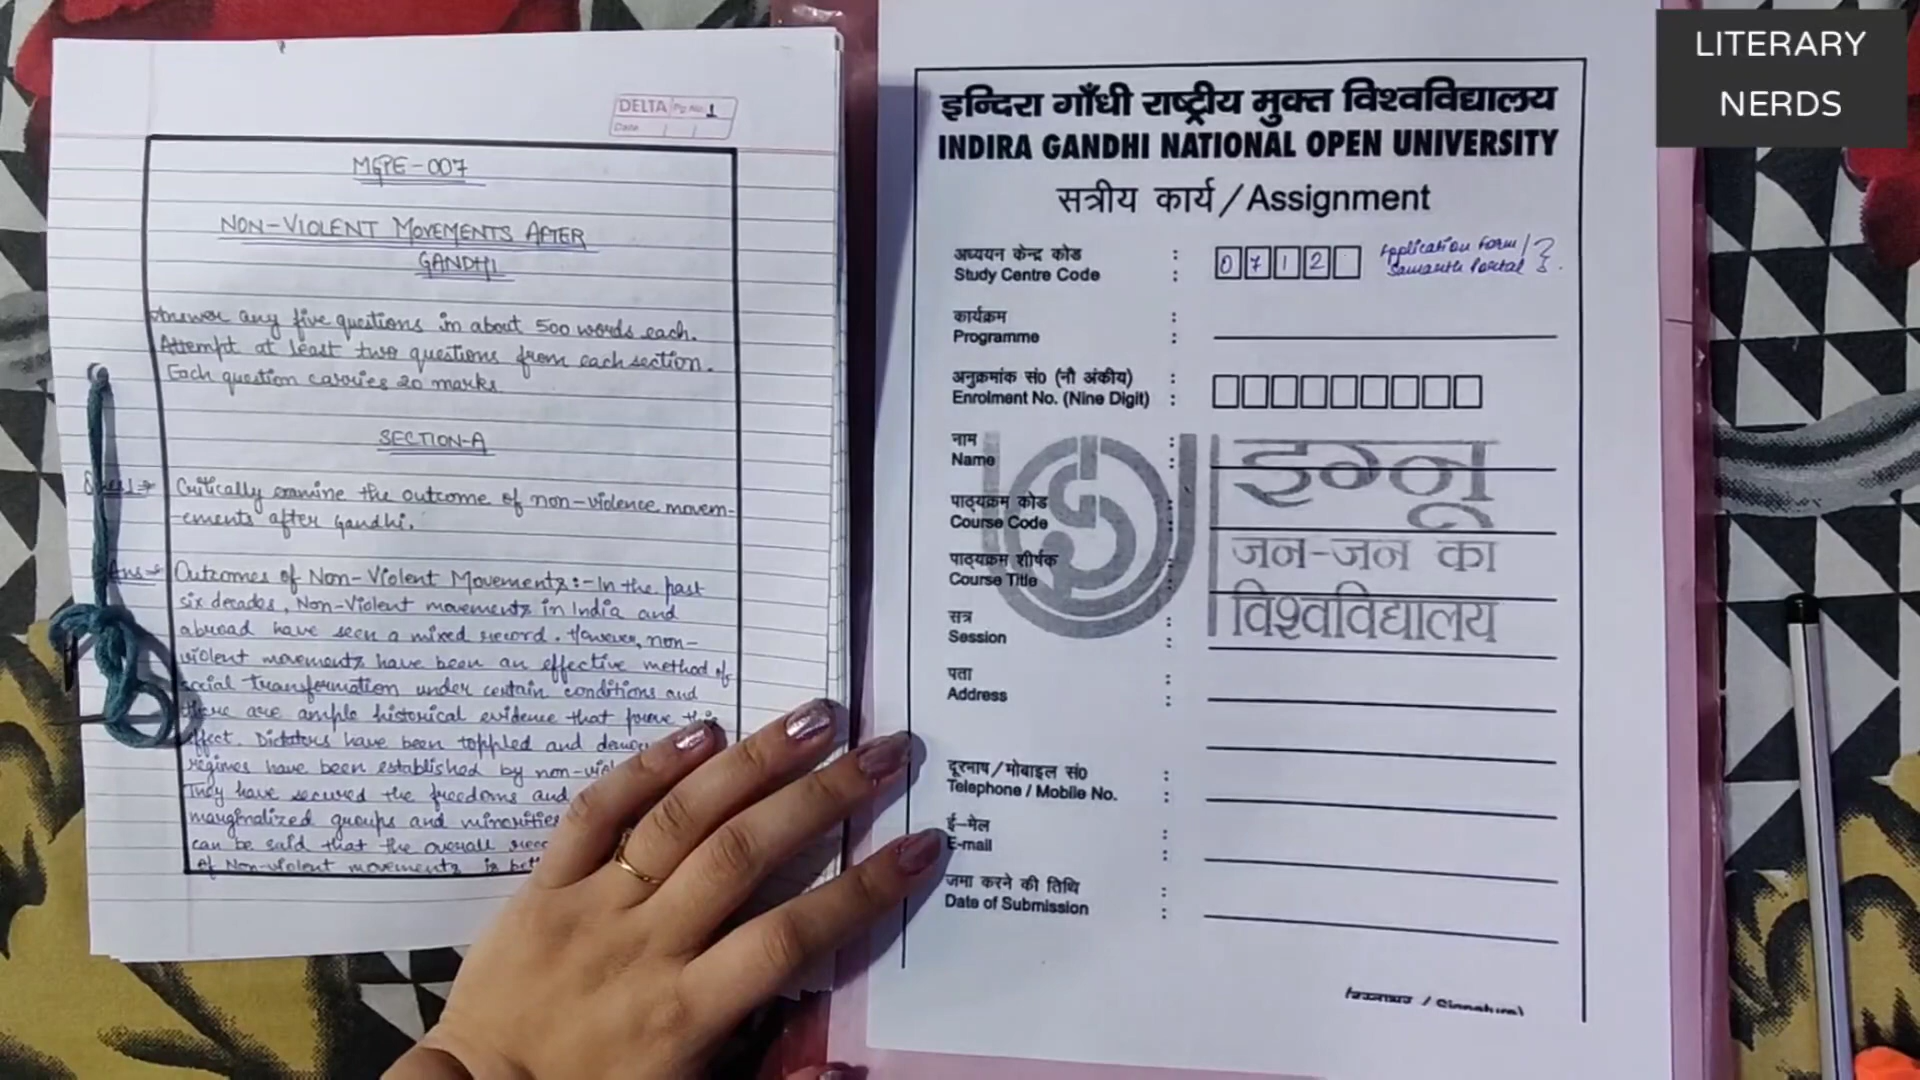 LITERARY
NERDS
DELTA Pg No. 1
Date
MGPE-007
NON-VIOLENT MOVEMENTS AFTER
GANDHI
Answer any five questions in about 500 words each.
Attempt at least two questions from each section.
Each question carries 20 marks
SECTION-A
Critically examine the outcome of non-violence movem-
-ements after Gandhi.
Ans→ Outcomes of Non-Violent Movements:- In the past
six decades, Non-Violent movements in India and
abroad have seen a mixed record. However, non-
violent movements have been an effective method of
social transformation under certain conditions and
there are ample historical evidence that prove this
effect. Dictators have been toppled and
regimes have been established by
They have secured the freedoms and
marginalized groups and minorities
can be said that the overall
of Non-violent movements is
इन्दिरा गाँधी राष्ट्रीय मुक्त विश्वविद्यालय
INDIRA GANDHI NATIONAL OPEN UNIVERSITY
सत्रीय कार्य / Assignment
अध्ययन केन्द्र कोड :
Study Centre Code : 0712
Application Form /
Samarth Portal
कार्यक्रम :
Programme :
अनुक्रमांक सं० (नौ अंकीय) :
Enrolment No. (Nine Digit) :
नाम :
Name :
इग्नू
पाठ्यक्रम कोड :
Course Code :
जन-जन का
पाठ्यक्रम शीर्षक :
Course Title :
विश्वविद्यालय
सत्र :
Session :
पता :
Address :
दूरभाष / मोबाइल सं० :
Telephone / Mobile No. :
ई-मेल :
E-mail :
जमा करने की तिथि :
Date of Submission :